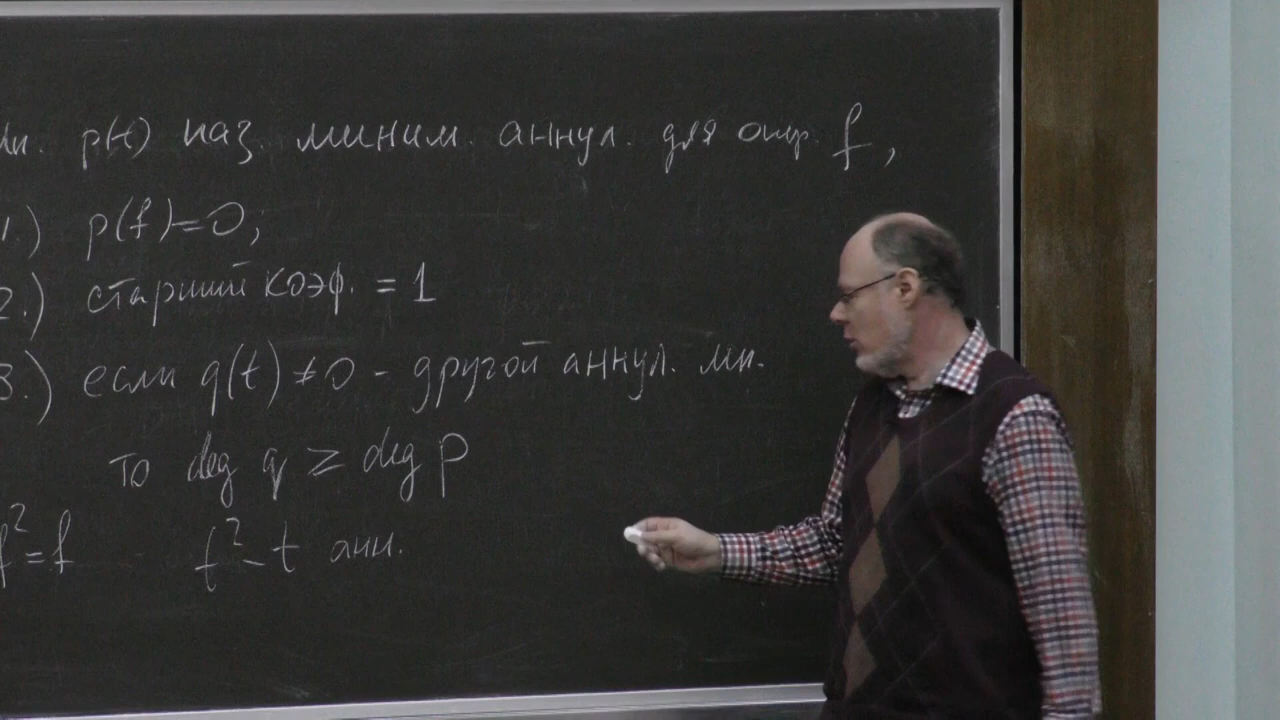 мн. p(t) наз. миним. аннул. для опр. f,
1.) p(f)=0;
2.) старший коэф. = 1
3.) если q(t) ≠ 0 - другой аннул. мн.
то deg q ≥ deg p
f²=f t²-t анн.